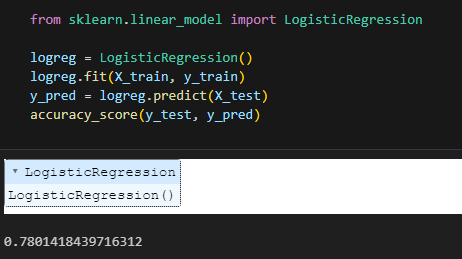 from sklearn.linear_model import LogisticRegression
logreg = LogisticRegression()
logreg.fit(X_train, y_train)
y_pred = logreg.predict(X_test)
accuracy_score(y_test, y_pred)
▾ LogisticRegression
LogisticRegression()
0.7801418439716312